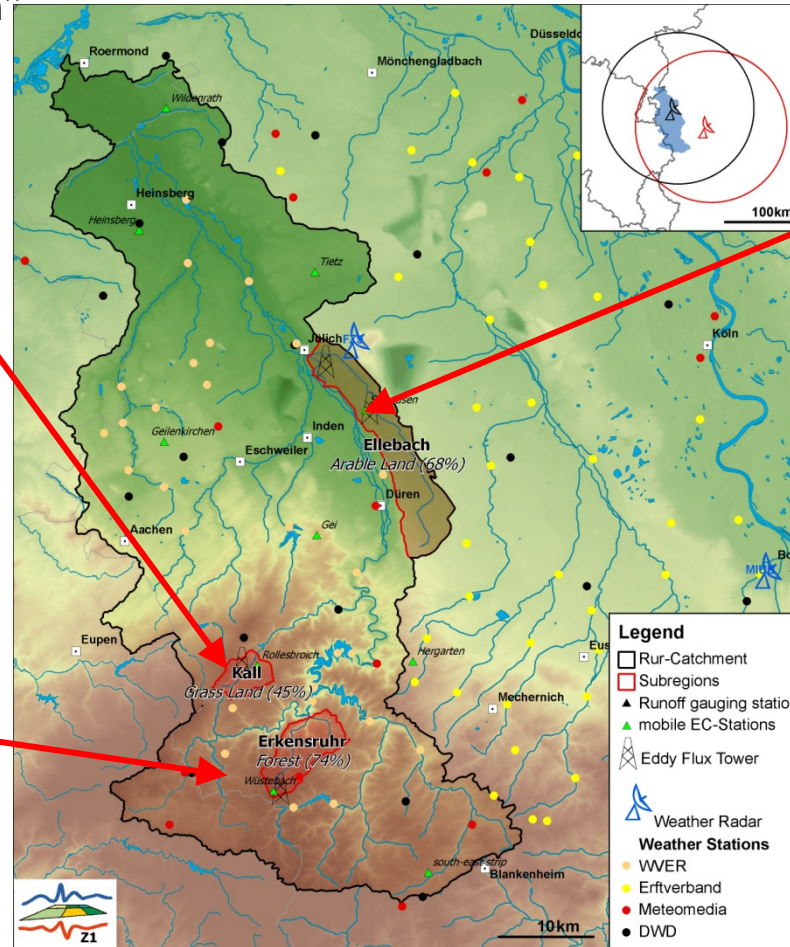 Roermond
Mönchengladbach
Düsseldo
Wildenrath
Heinsberg
Heinsberg
Tietz
100km
Jülich
Köln
Geilenkirchen
Inden
Eschweiler
Ellebach
Arable Land (68%)
Düren
Aachen
Gei
Bo
Eupen
Rollesbroich
Kall
Grass Land (45%)
Hergarten
Eus
Mechernich
Erkensruhr
Forest (74%)
Wüstebach
south-east strip
Blankenheim
Legend
Rur-Catchment
Subregions
Runoff gauging statio
mobile EC-Stations
Eddy Flux Tower
Weather Radar
Weather Stations
WVER
Erftverband
Meteomedia
DWD
Z1
10km